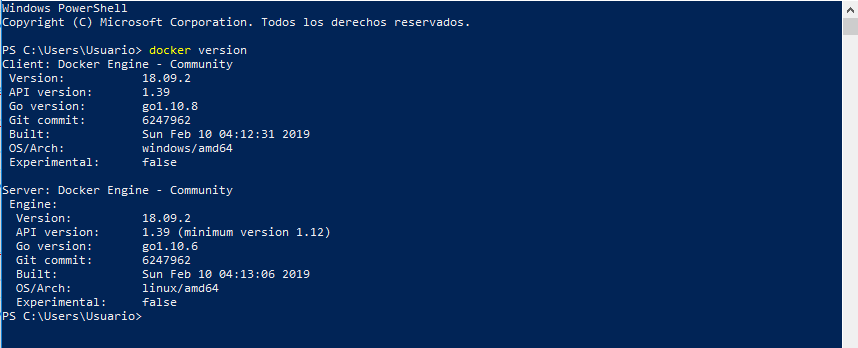 Windows PowerShell
Copyright (C) Microsoft Corporation. Todos los derechos reservados.
PS C:\Users\Usuario> docker version
Client: Docker Engine - Community
Version: 18.09.2
API version: 1.39
Go version: go1.10.8
Git commit: 6247962
Built: Sun Feb 10 04:12:31 2019
OS/Arch: windows/amd64
Experimental: false
Server: Docker Engine - Community
Engine:
Version: 18.09.2
API version: 1.39 (minimum version 1.12)
Go version: go1.10.6
Git commit: 6247962
Built: Sun Feb 10 04:13:06 2019
OS/Arch: linux/amd64
Experimental: false
PS C:\Users\Usuario>